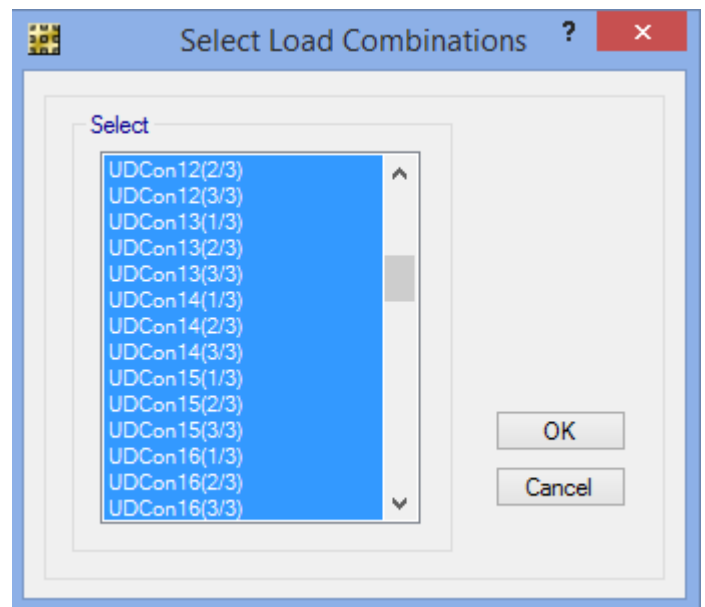 Select Load Combinations ?
Select
UDCon12(2/3)
UDCon12(3/3)
UDCon13(1/3)
UDCon13(2/3)
UDCon13(3/3)
UDCon14(1/3)
UDCon14(2/3)
UDCon14(3/3)
UDCon15(1/3)
UDCon15(2/3)
UDCon15(3/3)
UDCon16(1/3)
UDCon16(2/3)
UDCon16(3/3)
OK
Cancel